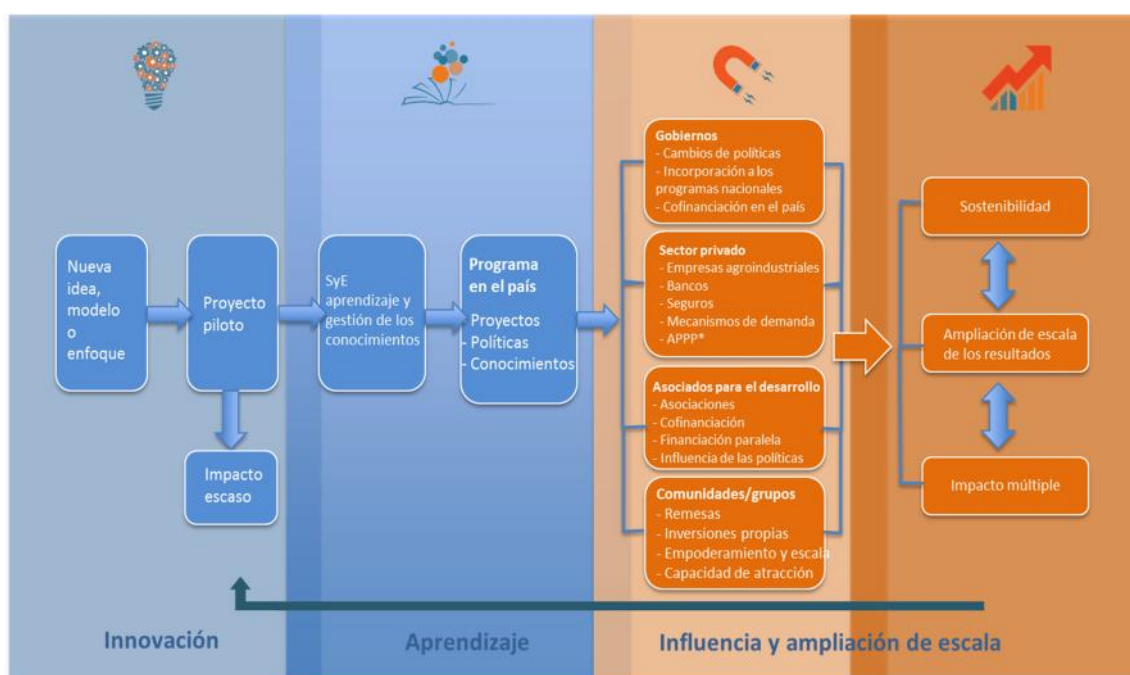 Nueva
idea,
modelo
o
enfoque
Proyecto
piloto
Impacto
escaso
SyE
aprendizaje y
gestión de los
conocimientos
Programa
en el país
- Proyectos
- Políticas
- Conocimientos
Gobiernos
- Cambios de políticas
- Incorporación a los
programas nacionales
- Cofinanciación en el país
Sector privado
- Empresas agroindustriales
- Bancos
- Seguros
- Mecanismos de demanda
- APPP*
Asociados para el desarrollo
- Asociaciones
- Cofinanciación
- Financiación paralela
- Influencia de las políticas
Comunidades/grupos
- Remesas
- Inversiones propias
- Empoderamiento y escala
- Capacidad de atracción
Sostenibilidad
Ampliación de escala
de los resultados
Impacto múltiple
Innovación
Aprendizaje
Influencia y ampliación de escala